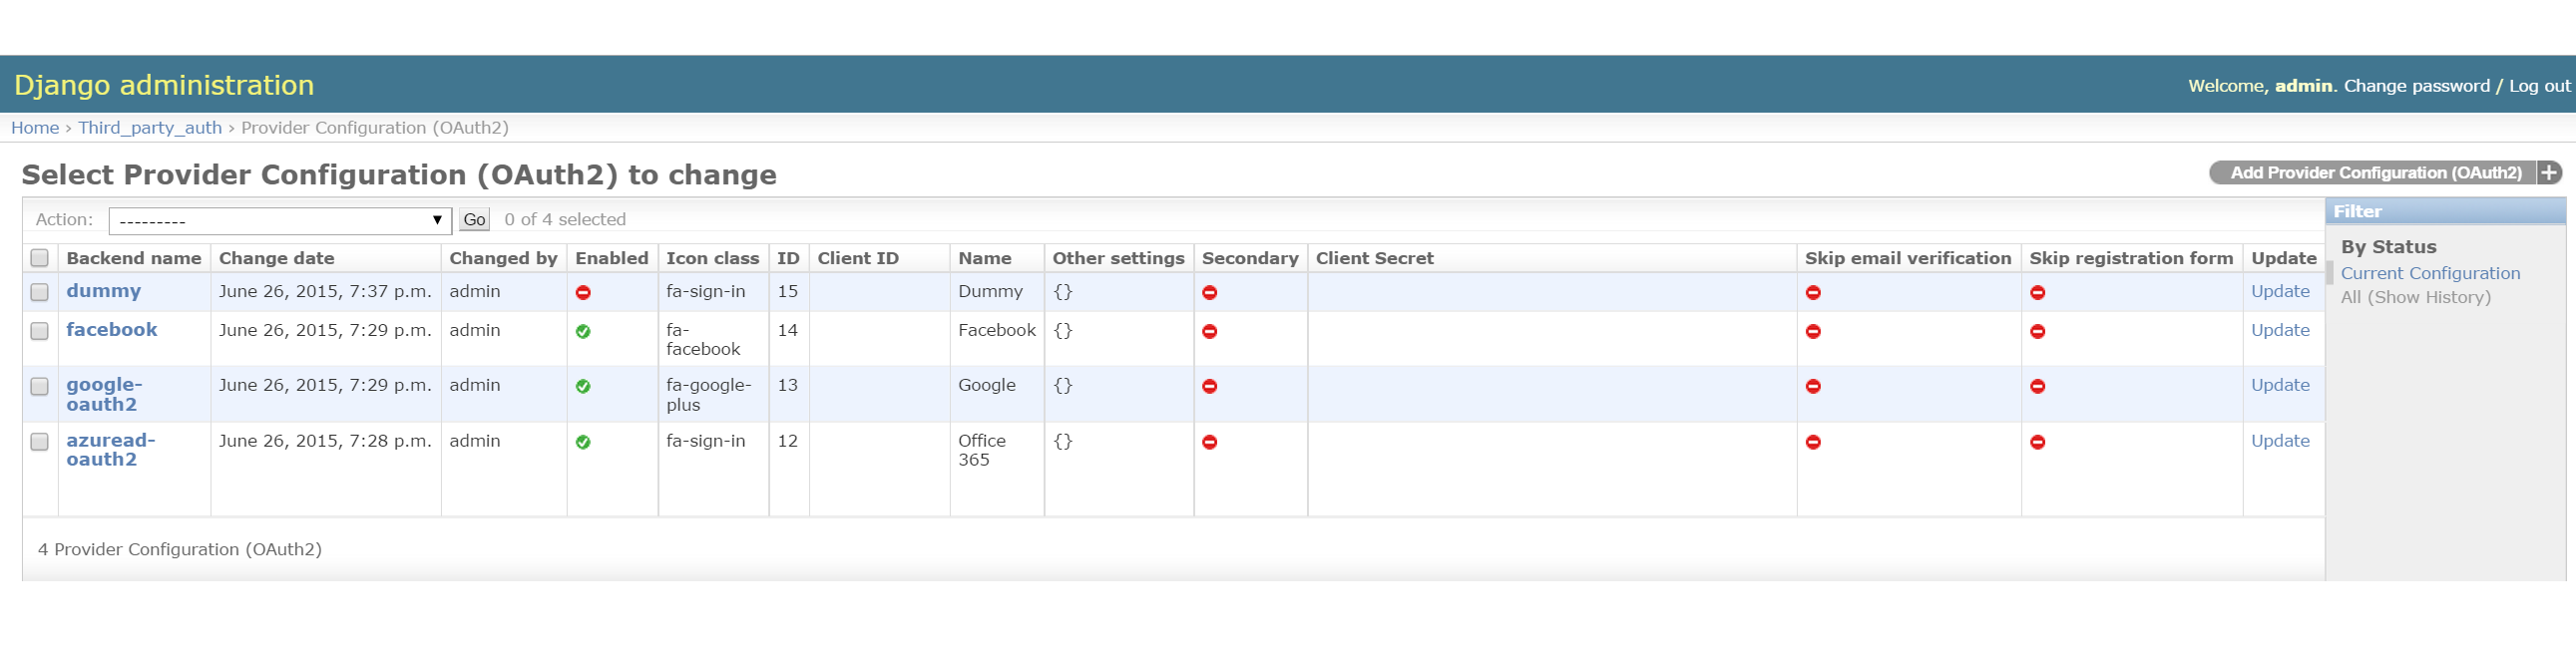 Django administration
Welcome, admin. Change password / Log out
Home › Third_party_auth › Provider Configuration (OAuth2)
Select Provider Configuration (OAuth2) to change
Add Provider Configuration (OAuth2) +
Action: --------- Go 0 of 4 selected
Backend name Change date Changed by Enabled Icon class ID Client ID Name Other settings Secondary Client Secret Skip email verification Skip registration form Update
dummy June 26, 2015, 7:37 p.m. admin fa-sign-in 15 Dummy {} Update
facebook June 26, 2015, 7:29 p.m. admin fa- 14 Facebook {} Update
facebook
google- June 26, 2015, 7:29 p.m. admin fa-google- 13 Google {} Update
oauth2 plus
azuread- June 26, 2015, 7:28 p.m. admin fa-sign-in 12 Office {} Update
oauth2 365
4 Provider Configuration (OAuth2)
Filter
By Status
Current Configuration
All (Show History)